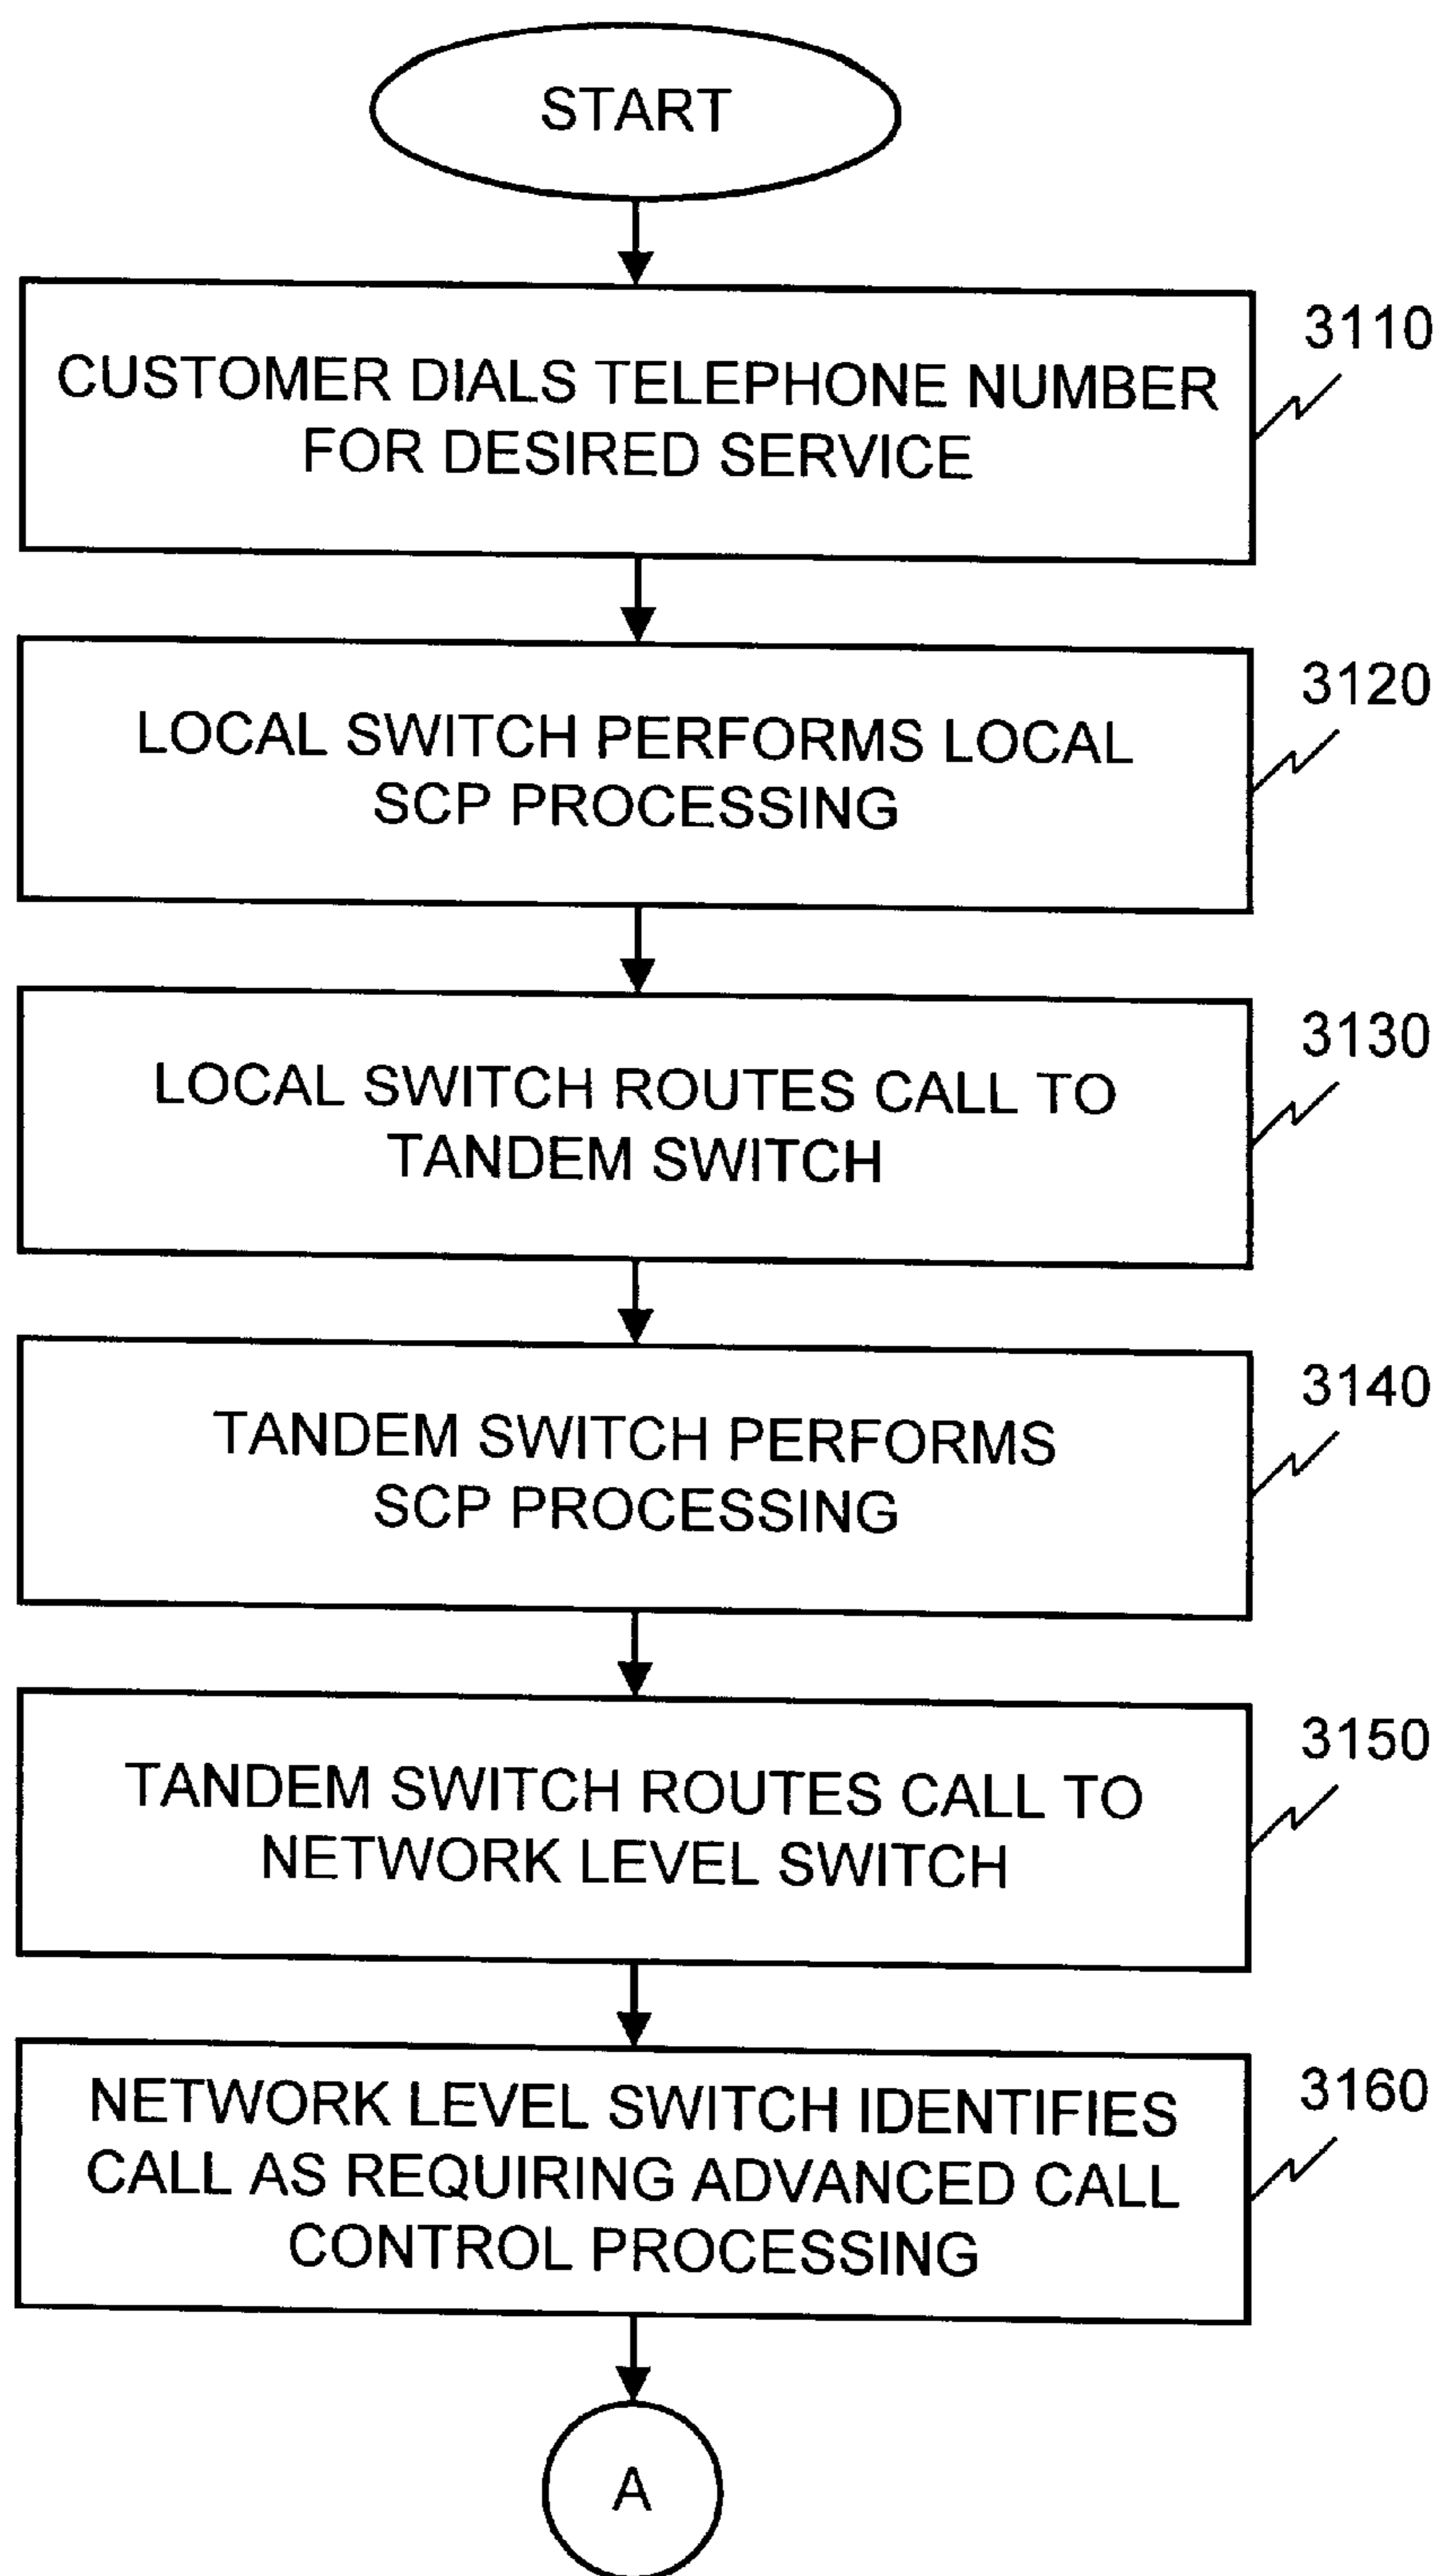 START
3110
CUSTOMER DIALS TELEPHONE NUMBER
FOR DESIRED SERVICE
3120
LOCAL SWITCH PERFORMS LOCAL
SCP PROCESSING
3130
LOCAL SWITCH ROUTES CALL TO
TANDEM SWITCH
3140
TANDEM SWITCH PERFORMS
SCP PROCESSING
3150
TANDEM SWITCH ROUTES CALL TO
NETWORK LEVEL SWITCH
3160
NETWORK LEVEL SWITCH IDENTIFIES
CALL AS REQUIRING ADVANCED CALL
CONTROL PROCESSING
A